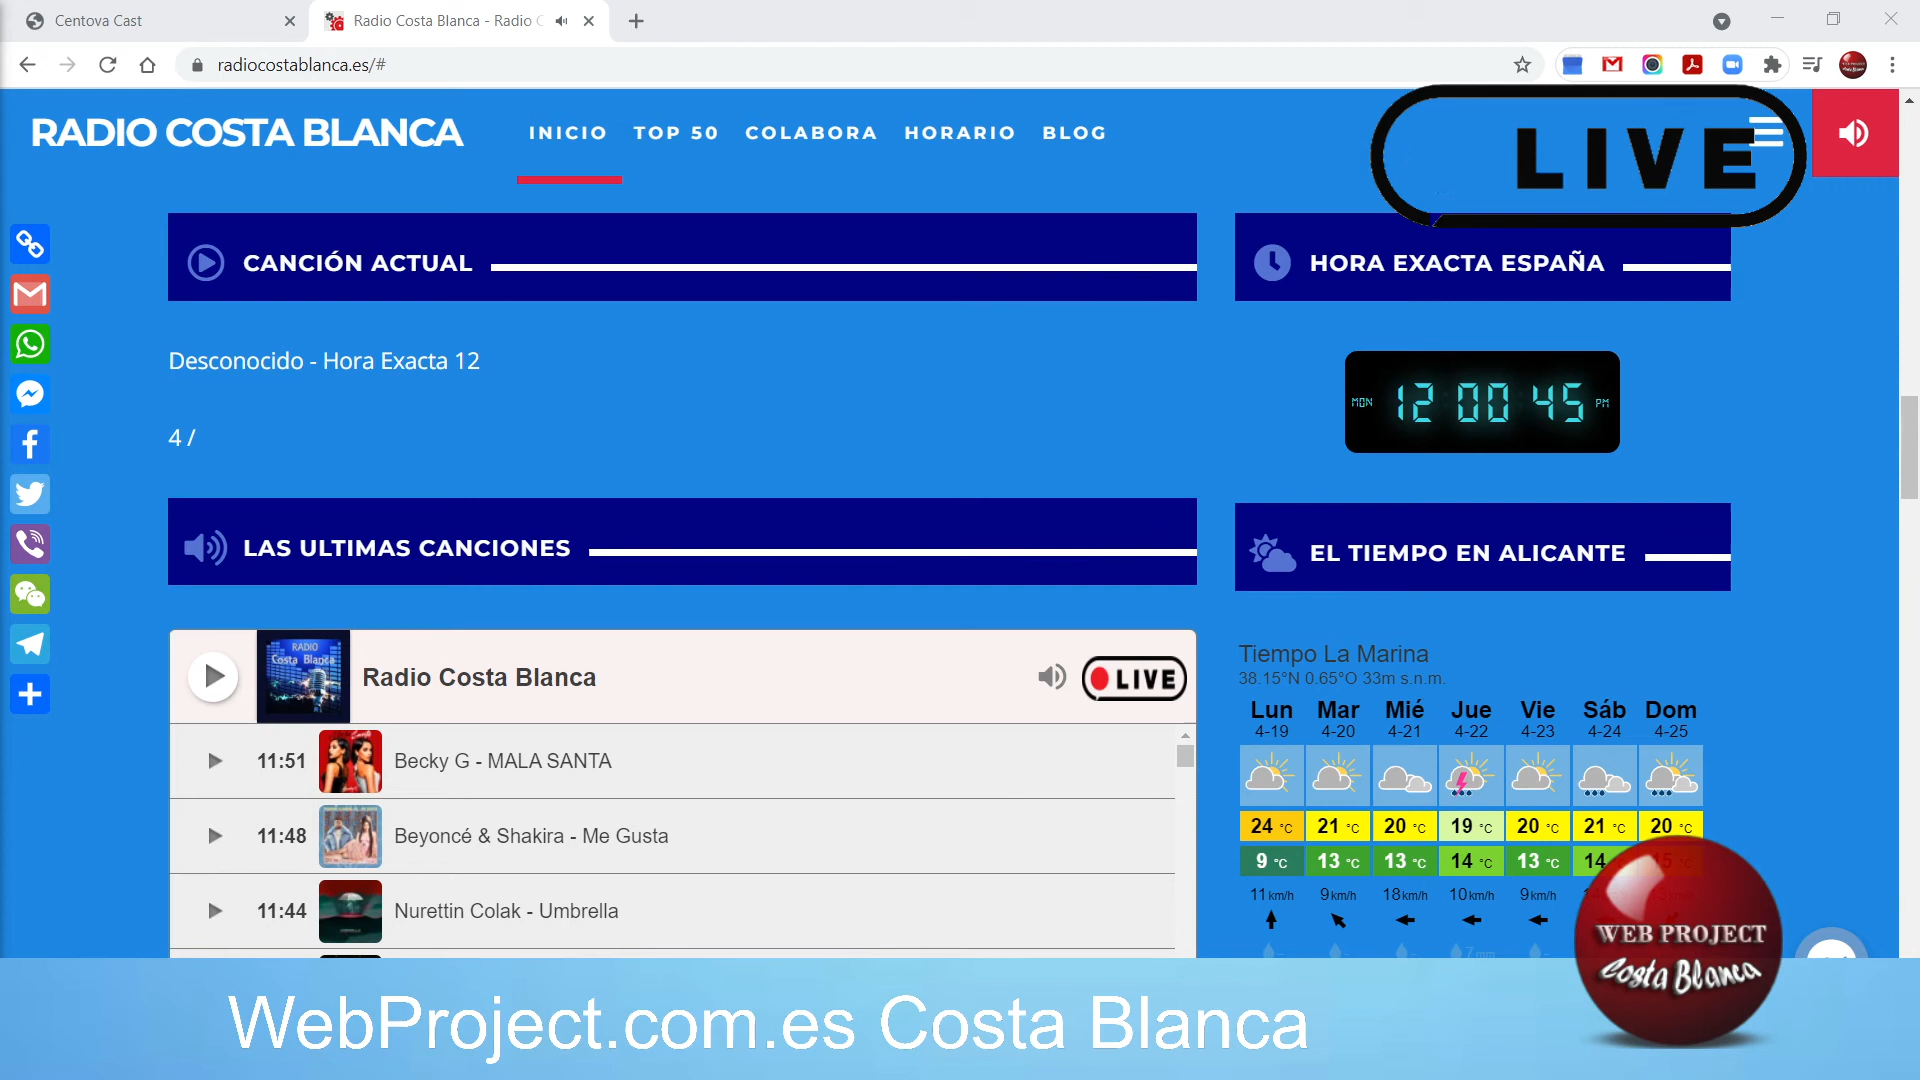 Centova Cast
Radio Costa Blanca - Radio C
radiocostablanca.es/#
RADIO COSTA BLANCA
INICIO
TOP 50
COLABORA
HORARIO
BLOG
LIVE
CANCIÓN ACTUAL
HORA EXACTA ESPAÑA
Desconocido - Hora Exacta 12
4 /
MON 12 00 45 PM
LAS ULTIMAS CANCIONES
EL TIEMPO EN ALICANTE
RADIO
Costa Blanca
Radio Costa Blanca
LIVE
11:51 Becky G - MALA SANTA
11:48 Beyoncé & Shakira - Me Gusta
11:44 Nurettin Colak - Umbrella
Tiempo La Marina
38.15°N 0.65°O 33m s.n.m.
Lun Mar Mié Jue Vie Sáb Dom
4-19 4-20 4-21 4-22 4-23 4-24 4-25
24 °C 21 °C 20 °C 19 °C 20 °C 21 °C 20 °C
9 °C 13 °C 13 °C 14 °C 13 °C 14 15 °C
11 km/h 9 km/h 18 km/h 10 km/h 9 km/h
7 mm
WEB PROJECT
Costa Blanca
WebProject.com.es Costa Blanca